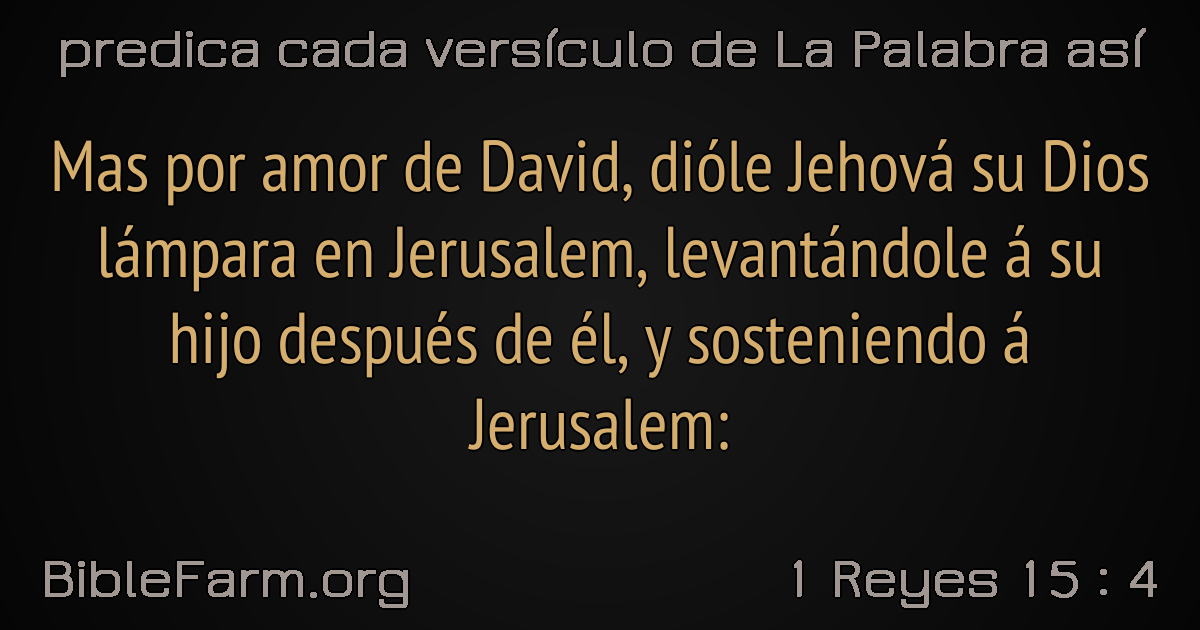 predica cada versículo de La Palabra así
Mas por amor de David, dióle Jehová su Dios
lámpara en Jerusalem, levantándole á su
hijo después de él, y sosteniendo á
Jerusalem:
BibleFarm.org
1 Reyes 15 : 4